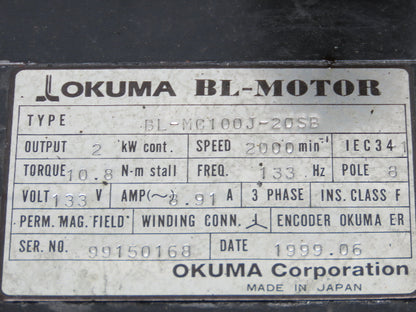 OKUMA BL-MOTOR
TYPE BL-MC100J-20SB
OUTPUT 2 kW cont. SPEED 2000 min⁻¹ IEC341
TORQUE 10.8 N-m stall FREQ. 133 Hz POLE 8
VOLT 133 V AMP(~) 8.91 A 3 PHASE INS. CLASS F
PERM. MAG. FIELD WINDING CONN. ⅄ ENCODER OKUMA ER
SER. NO. 99150168 DATE 1999.06
OKUMA Corporation
MADE IN JAPAN